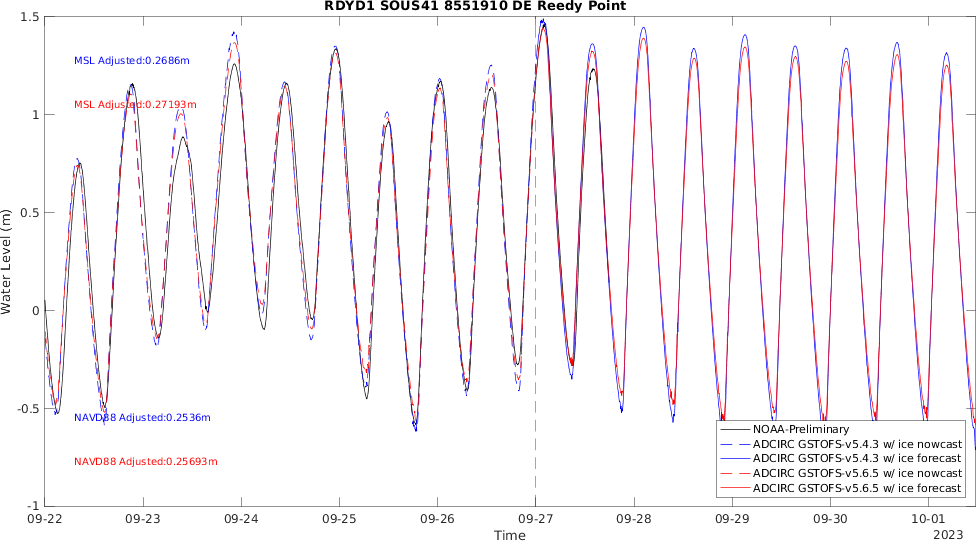 RDYD1 SOUS41 8551910 DE Reedy Point
1.5
1
0.5
0
-0.5
-1
Water Level (m)
MSL Adjusted:0.2686m
MSL Adjusted:0.27193m
NAVD88 Adjusted:0.2536m
NAVD88 Adjusted:0.25693m
NOAA-Preliminary
ADCIRC GSTOFS-v5.4.3 w/ ice nowcast
ADCIRC GSTOFS-v5.4.3 w/ ice forecast
ADCIRC GSTOFS-v5.6.5 w/ ice nowcast
ADCIRC GSTOFS-v5.6.5 w/ ice forecast
09-22 09-23 09-24 09-25 09-26 09-27 09-28 09-29 09-30 10-01
Time
2023